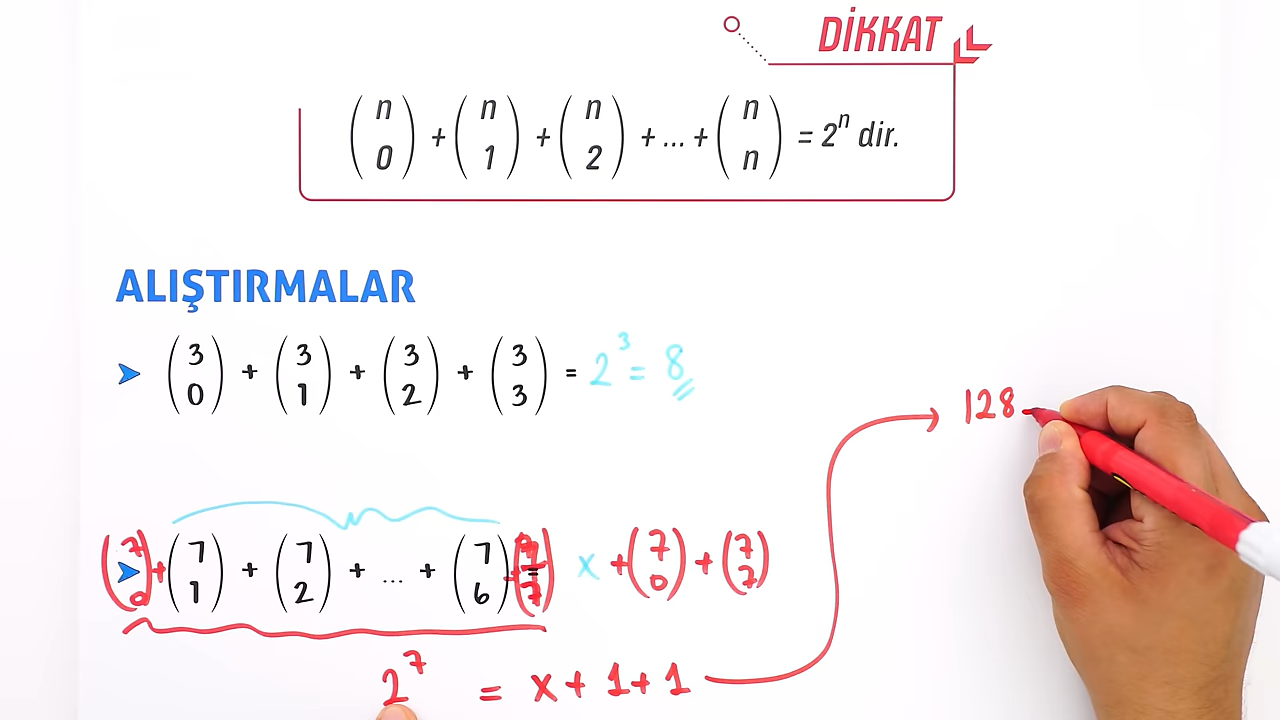 DİKKAT
(n 0) + (n 1) + (n 2) + ... + (n n) = 2ⁿ dir.
ALIŞTIRMALAR
(3 0) + (3 1) + (3 2) + (3 3) = 2³ = 8
128
(7 0) + (7 1) + (7 2) + ... + (7 6) + (7 7) = x + (7 0) + (7 7)
2⁷ = x + 1 + 1